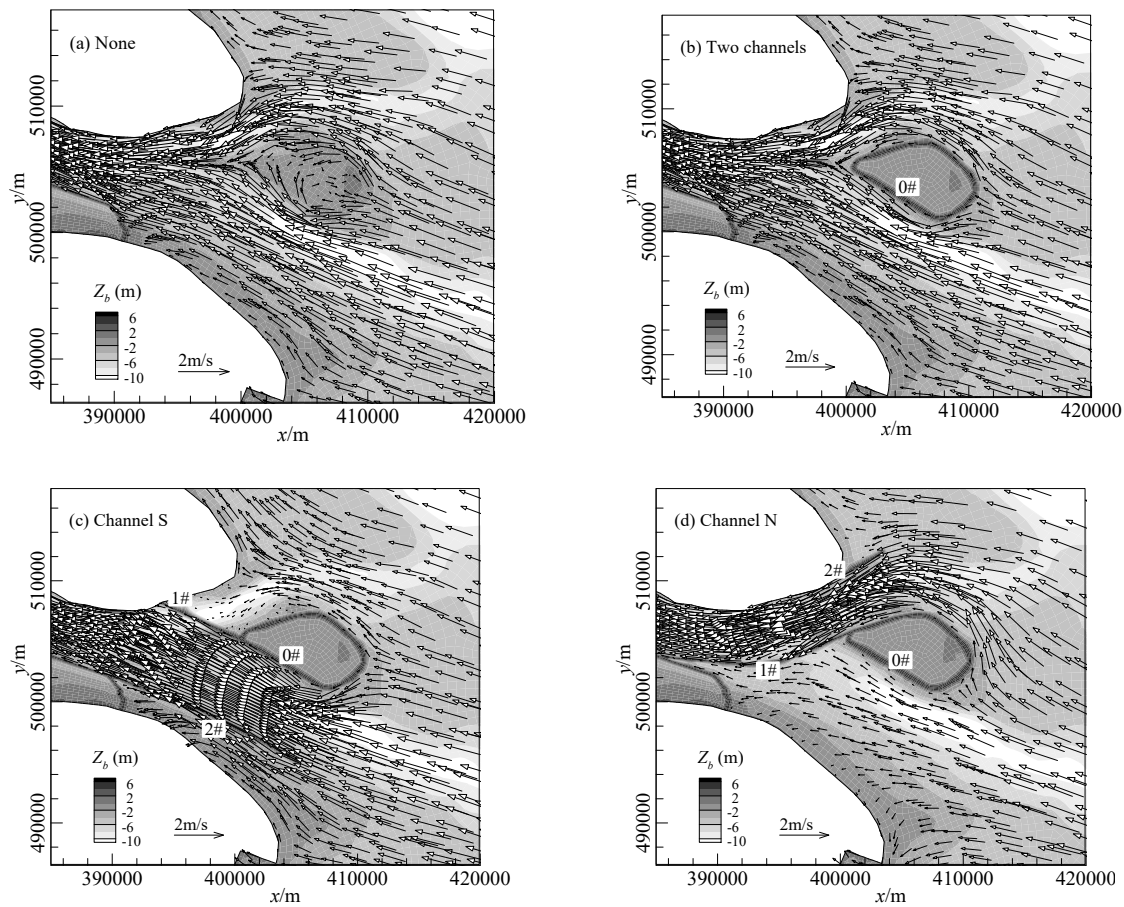 (a) None
510000
500000
490000
y/m
Z_b (m)
6
2
-2
-6
-10
2m/s
390000 400000 410000 420000
x/m
(b) Two channels
0#
510000
500000
490000
y/m
Z_b (m)
6
2
-2
-6
-10
2m/s
390000 400000 410000 420000
x/m
(c) Channel S
1#
0#
2#
510000
500000
490000
y/m
Z_b (m)
6
2
-2
-6
-10
2m/s
390000 400000 410000 420000
x/m
(d) Channel N
2#
0#
1#
510000
500000
490000
y/m
Z_b (m)
6
2
-2
-6
-10
2m/s
390000 400000 410000 420000
x/m